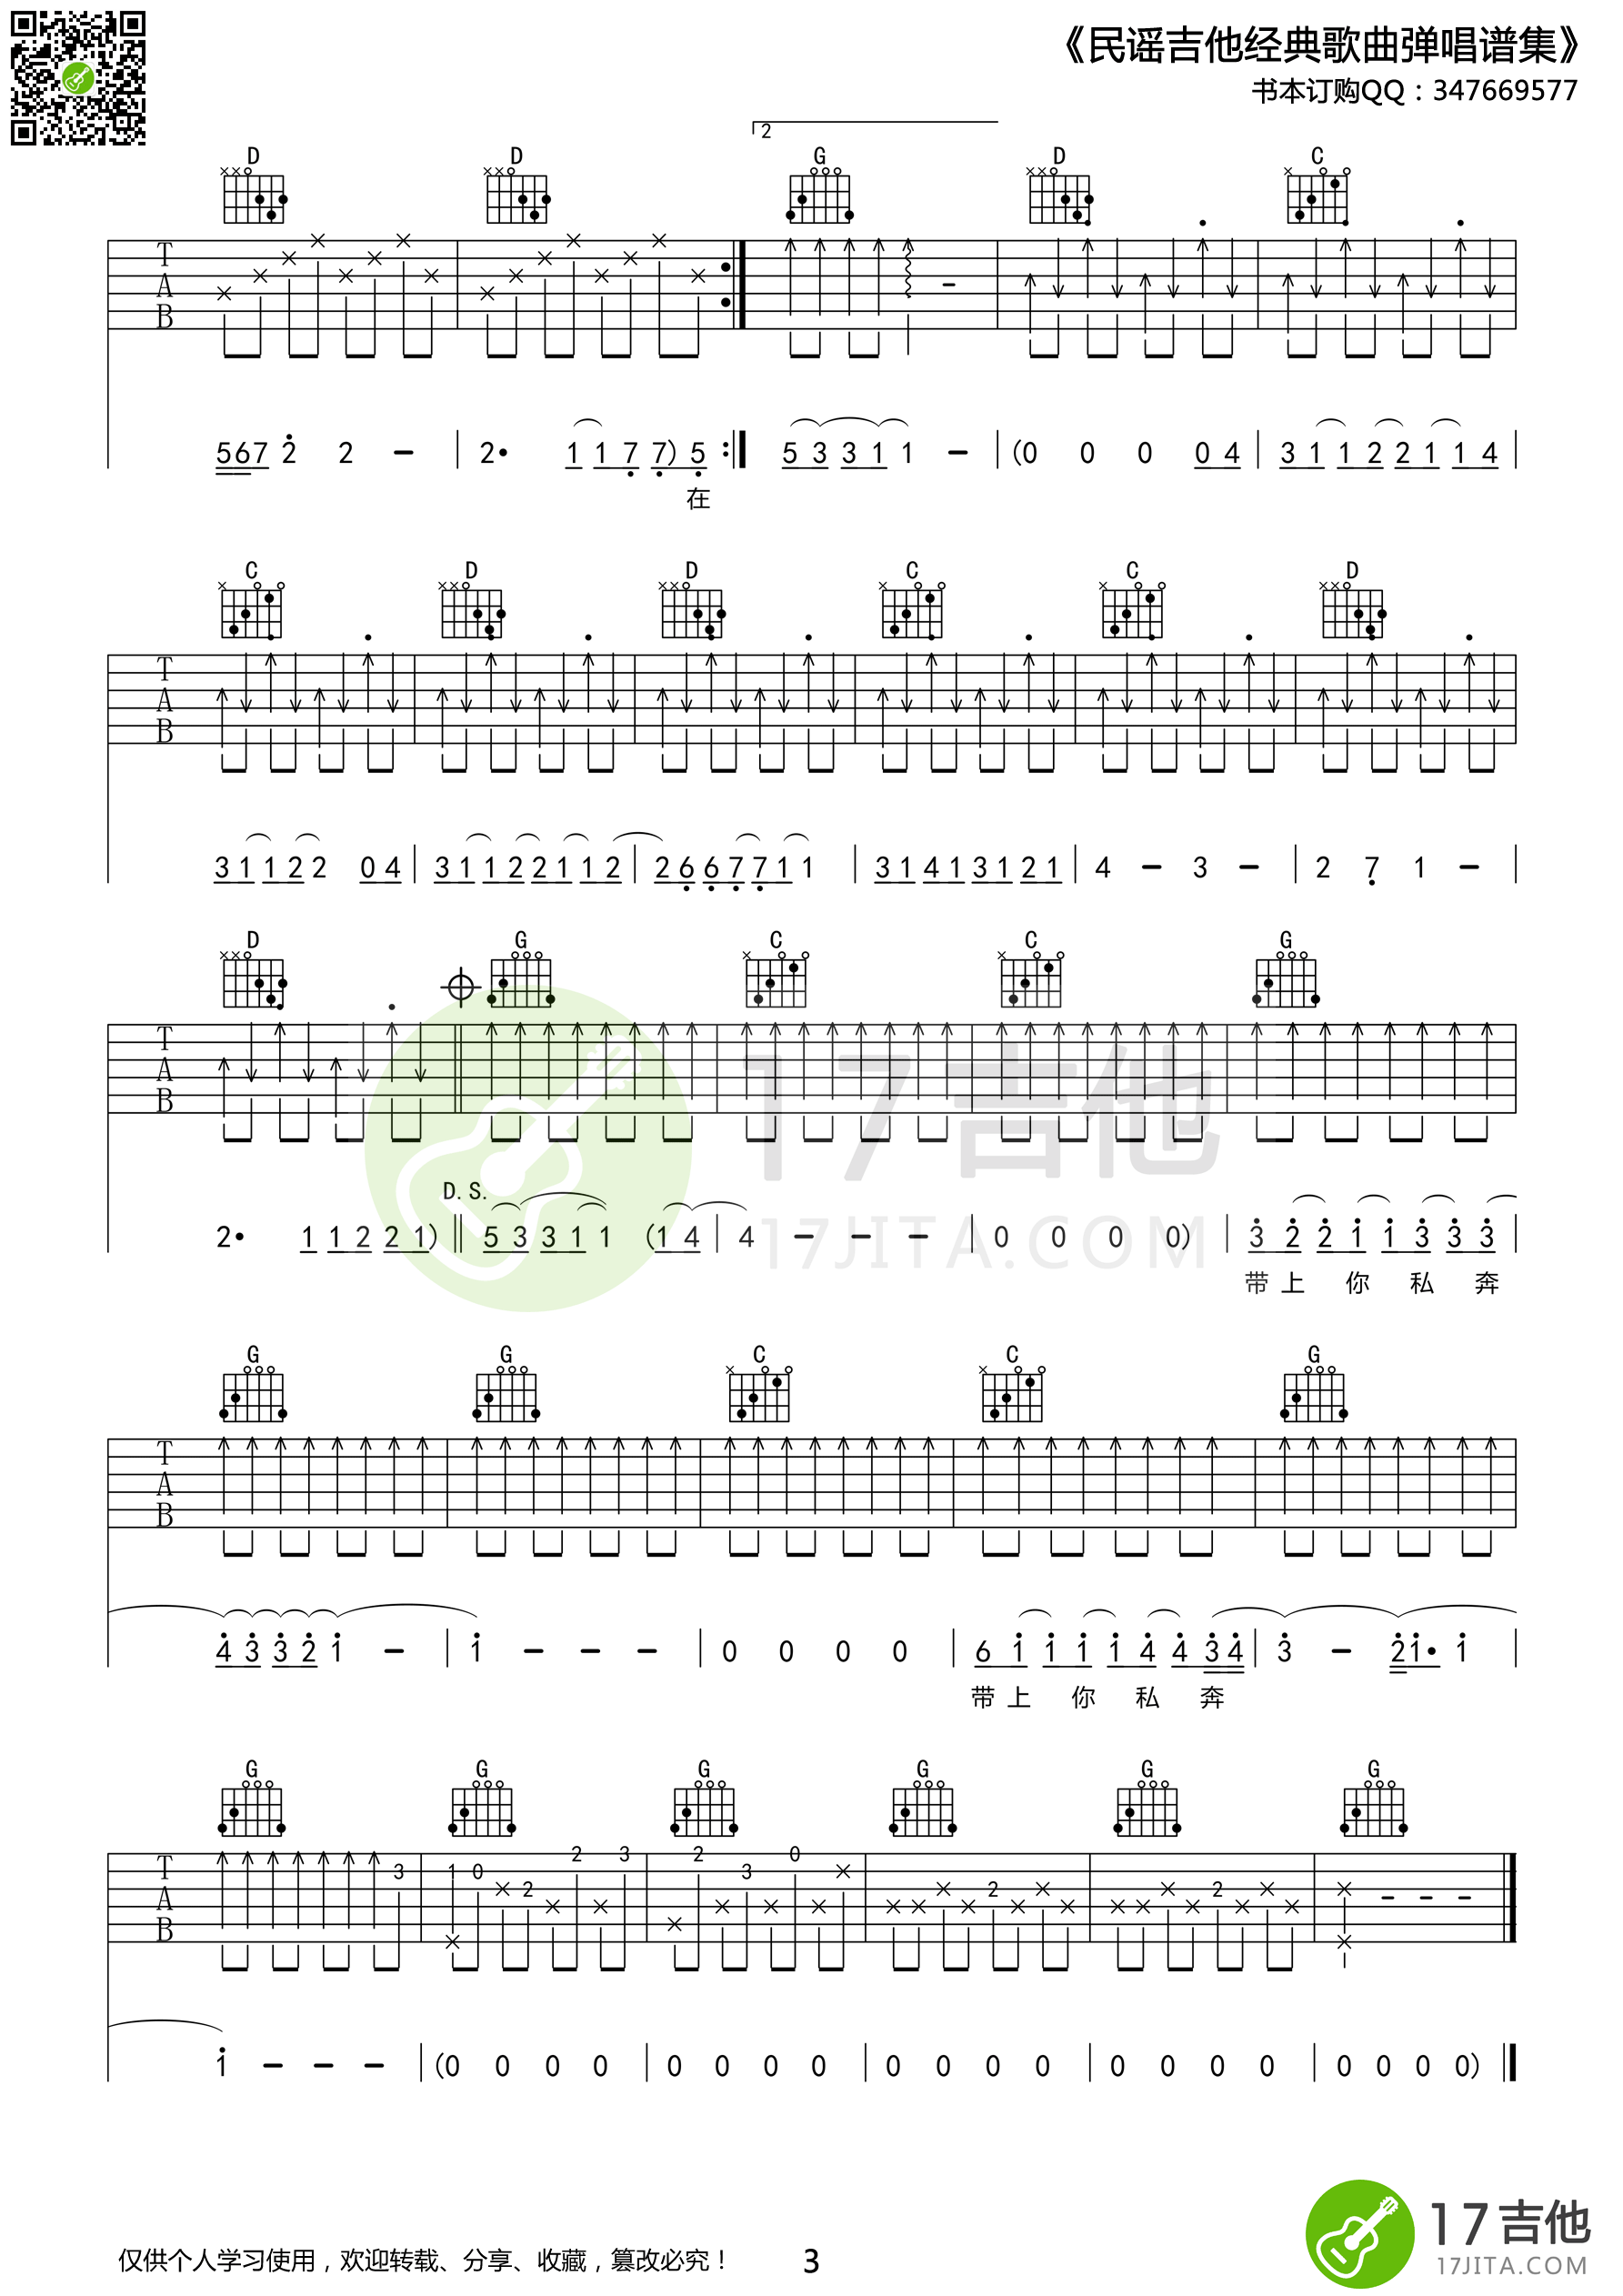 《民谣吉他经典歌曲弹唱谱集》
书本订购QQ：347669577
2
D D G D C
T
A
B
567 2 2 – | 2· 1 1 7 7) 5 :| 5 3 3 1 1 – | (0 0 0 0 4 | 3 1 1 2 2 1 1 4 |
在
C D D C C D
T
A
B
3 1 1 2 2 0 4 | 3 1 1 2 2 1 1 2 | 2 6 6 7 7 1 1 | 3 1 4 1 3 1 2 1 | 4 – 3 – | 2 7 1 – |
D G C C G
T
A
B
D.S.
2· 1 1 2 2 1) || 5 3 3 1 1 (1 4 | 4 – – – | 0 0 0 0) | 3 2 2 1 1 3 3 3 |
带 上 你 私 奔
17吉他
17JITA.COM
G G C C G
T
A
B
4 3 3 2 1 – | 1 – – – | 0 0 0 0 | 6 1 1 1 1 4 4 3 4 | 3 – 2 1· 1 |
带 上 你 私 奔
G G G G G G
3 1 0 2 2 3 2 3 0 2 2
T
A
B
1 – – – | (0 0 0 0 | 0 0 0 0 | 0 0 0 0 | 0 0 0 0 | 0 0 0 0) ||
仅供个人学习使用，欢迎转载、分享、收藏，篡改必究！ 3
17吉他
17JITA.COM